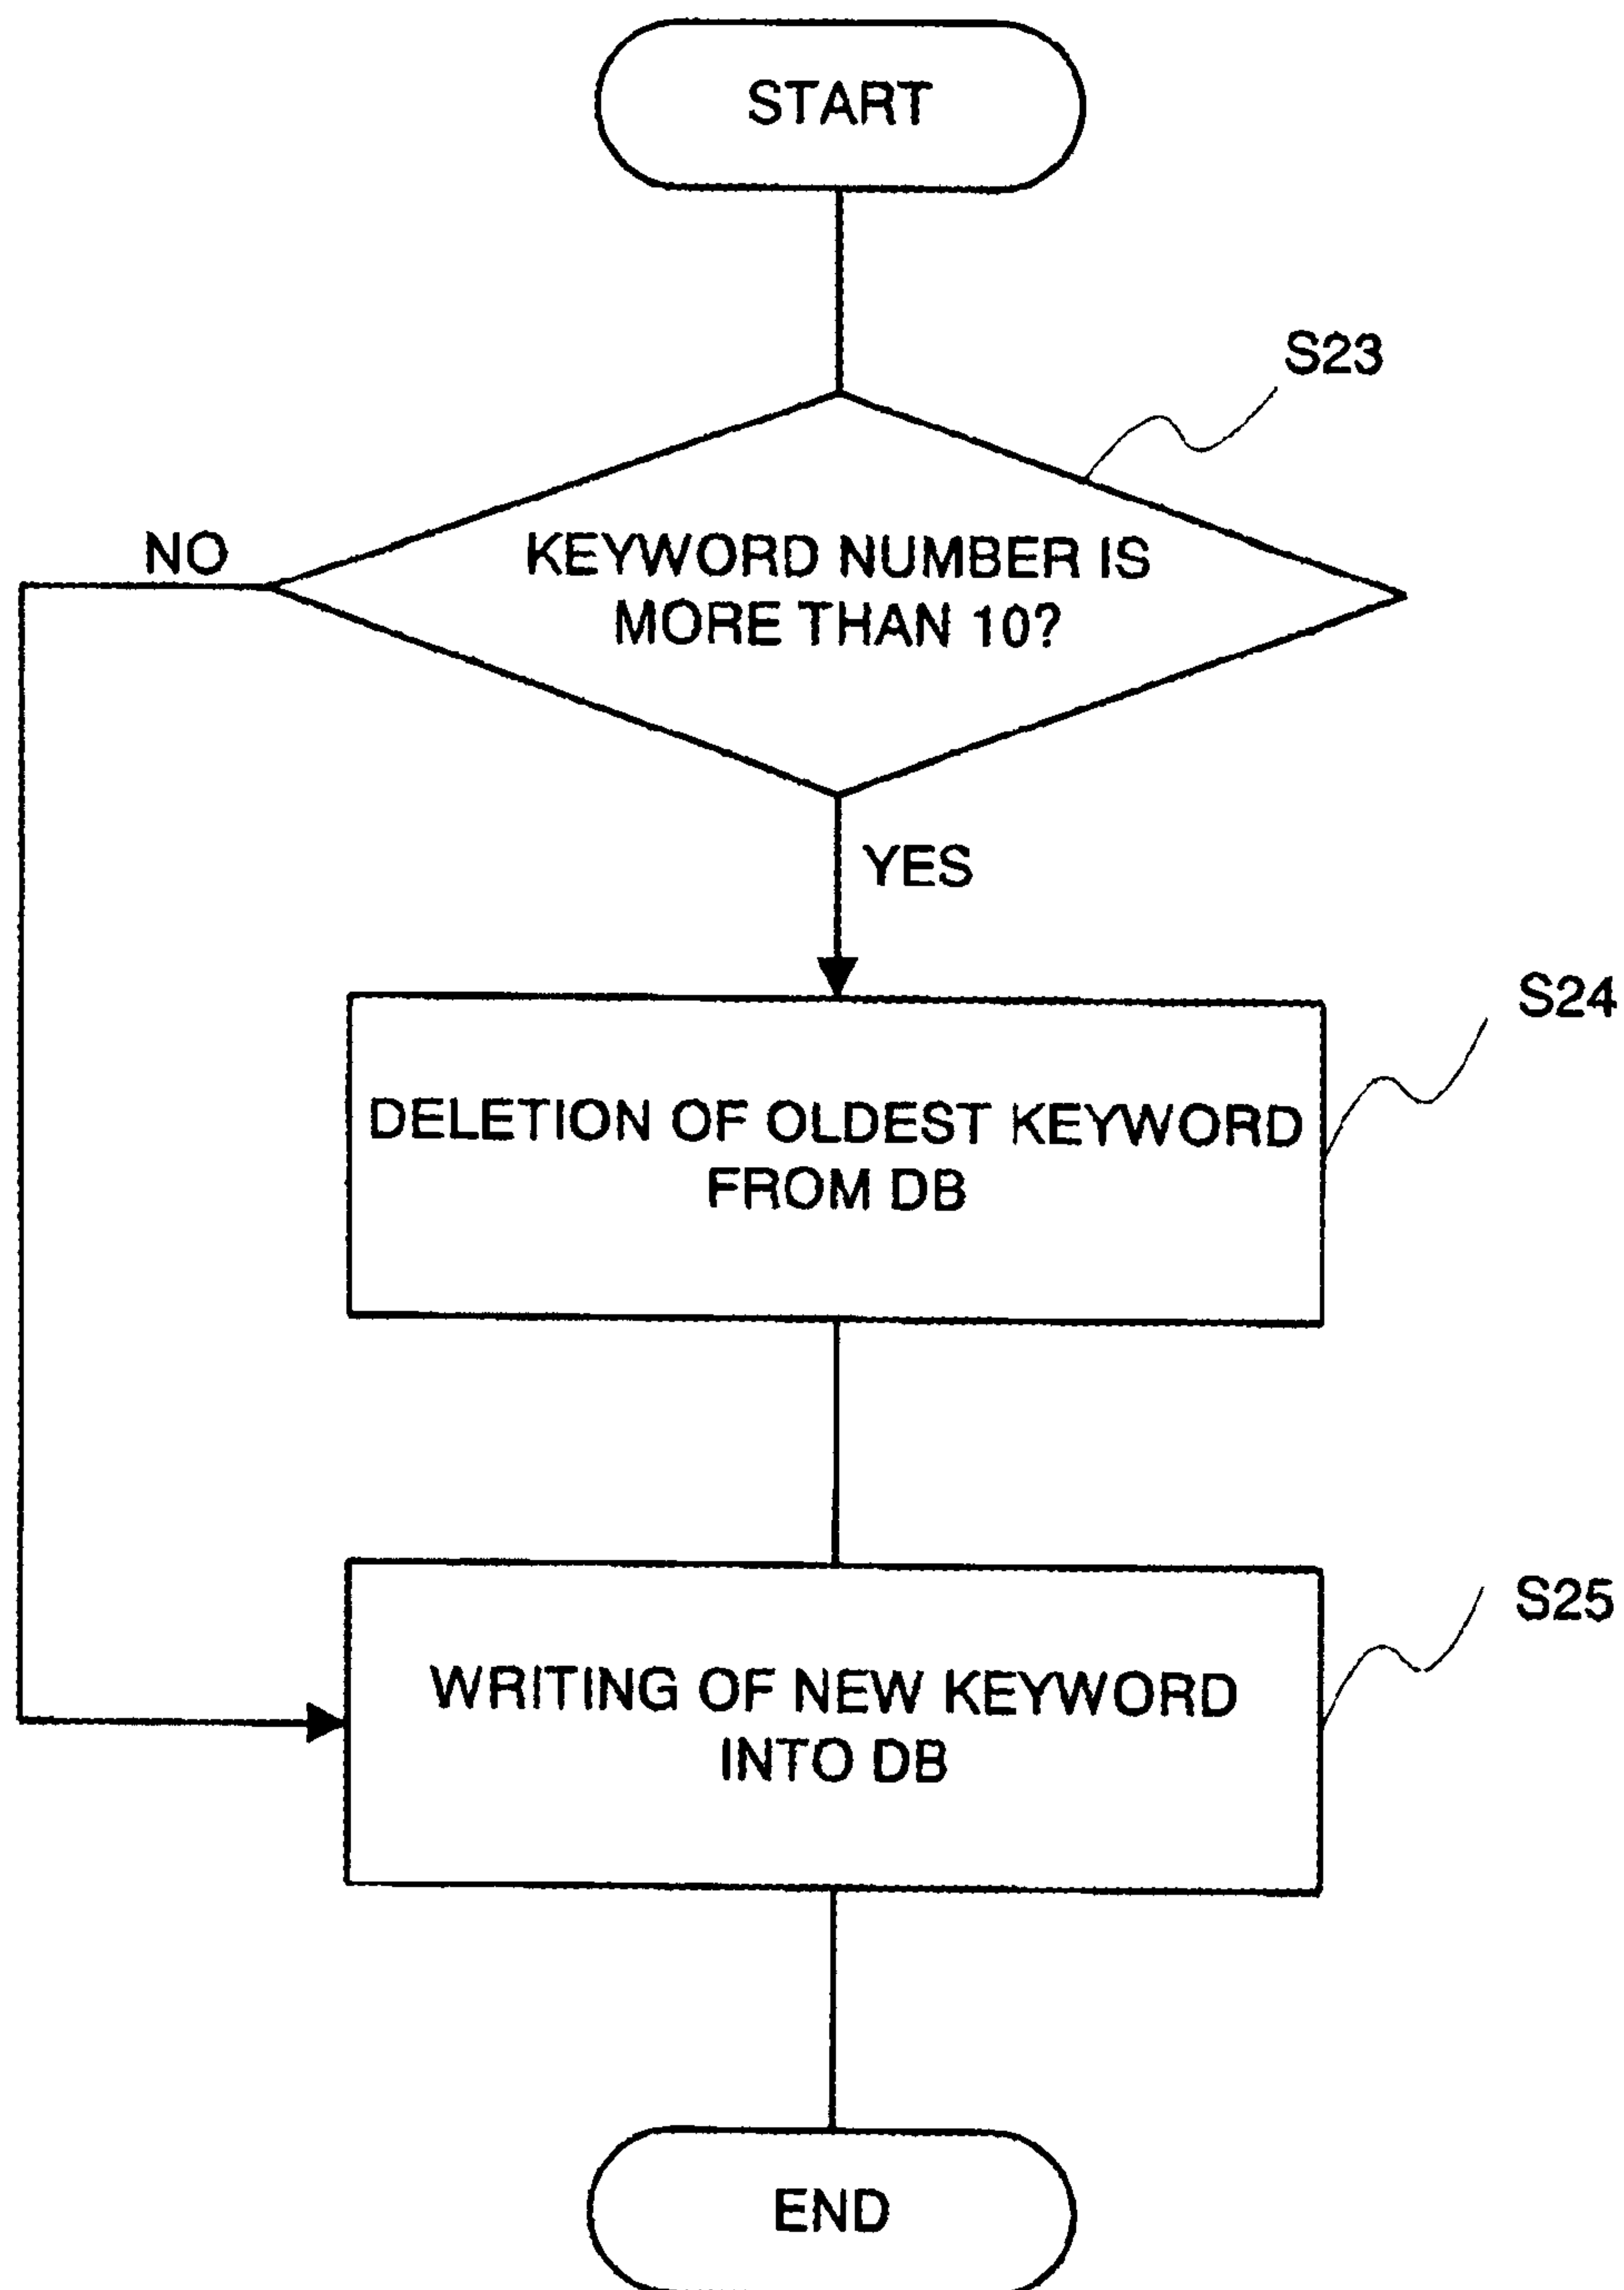 START
S23
NO
KEYWORD NUMBER IS
MORE THAN 10?
YES
S24
DELETION OF OLDEST KEYWORD
FROM DB
S25
WRITING OF NEW KEYWORD
INTO DB
END